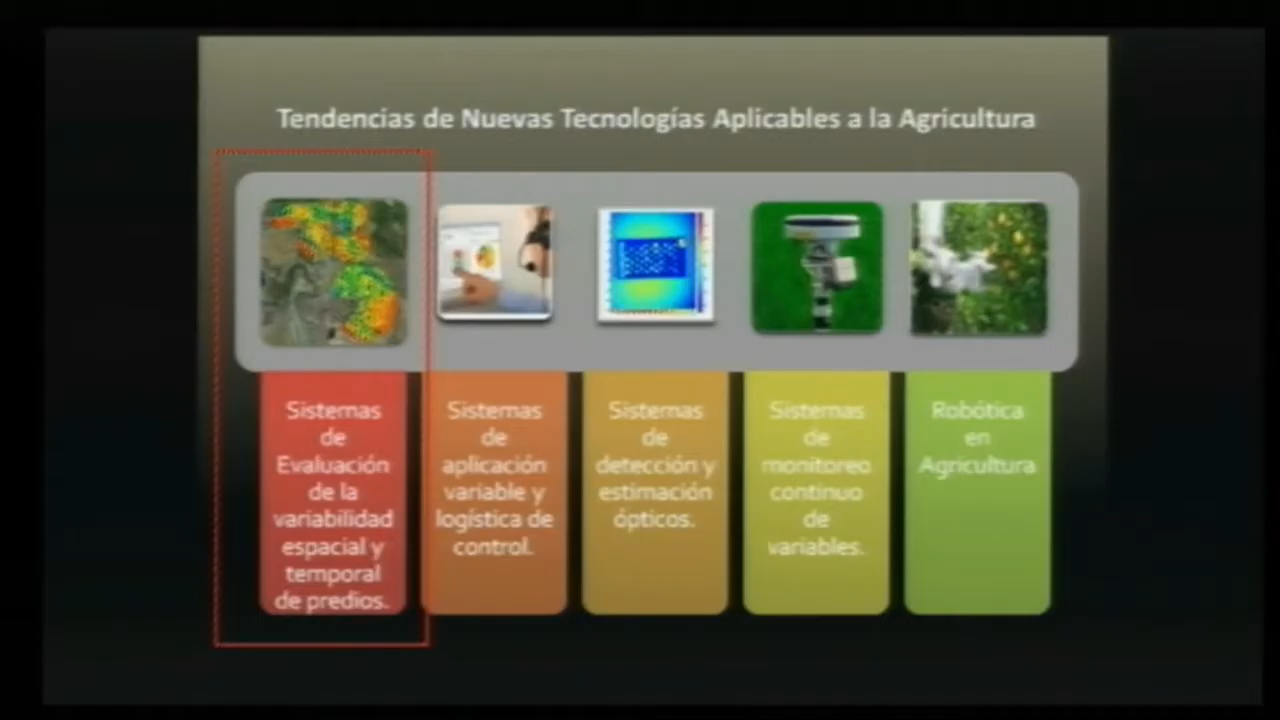 Tendencias de Nuevas Tecnologías Aplicables a la Agricultura
Sistemas
de
Evaluación
de la
variabilidad
espacial y
temporal
de predios.
Sistemas
de
aplicación
variable y
logística de
control.
Sistemas
de
detección y
estimación
ópticos.
Sistemas
de
monitoreo
continuo
de
variables.
Robótica
en
Agricultura